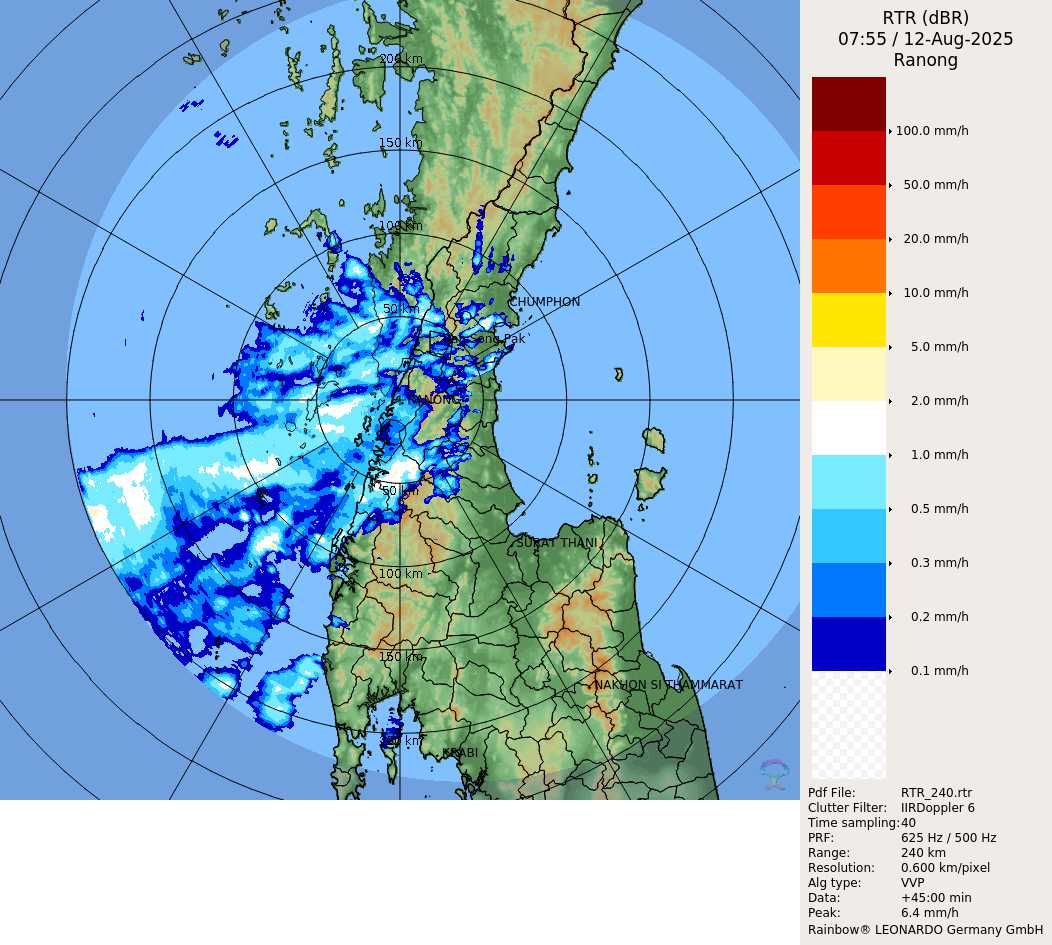 RTR (dBR)
07:55 / 12-Aug-2025
Ranong
200 km
150 km
100 km
50 km
CHUMPHON
Song Pak
RANONG
50 km
SURAT THANI
100 km
150 km
NAKHON SI THAMMARAT
km
KRABI
100.0 mm/h
50.0 mm/h
20.0 mm/h
10.0 mm/h
5.0 mm/h
2.0 mm/h
1.0 mm/h
0.5 mm/h
0.3 mm/h
0.2 mm/h
0.1 mm/h
Pdf File: RTR_240.rtr
Clutter Filter: IIRDoppler 6
Time sampling:40
PRF: 625 Hz / 500 Hz
Range: 240 km
Resolution: 0.600 km/pixel
Alg type: VVP
Data: +45:00 min
Peak: 6.4 mm/h
Rainbow® LEONARDO Germany GmbH